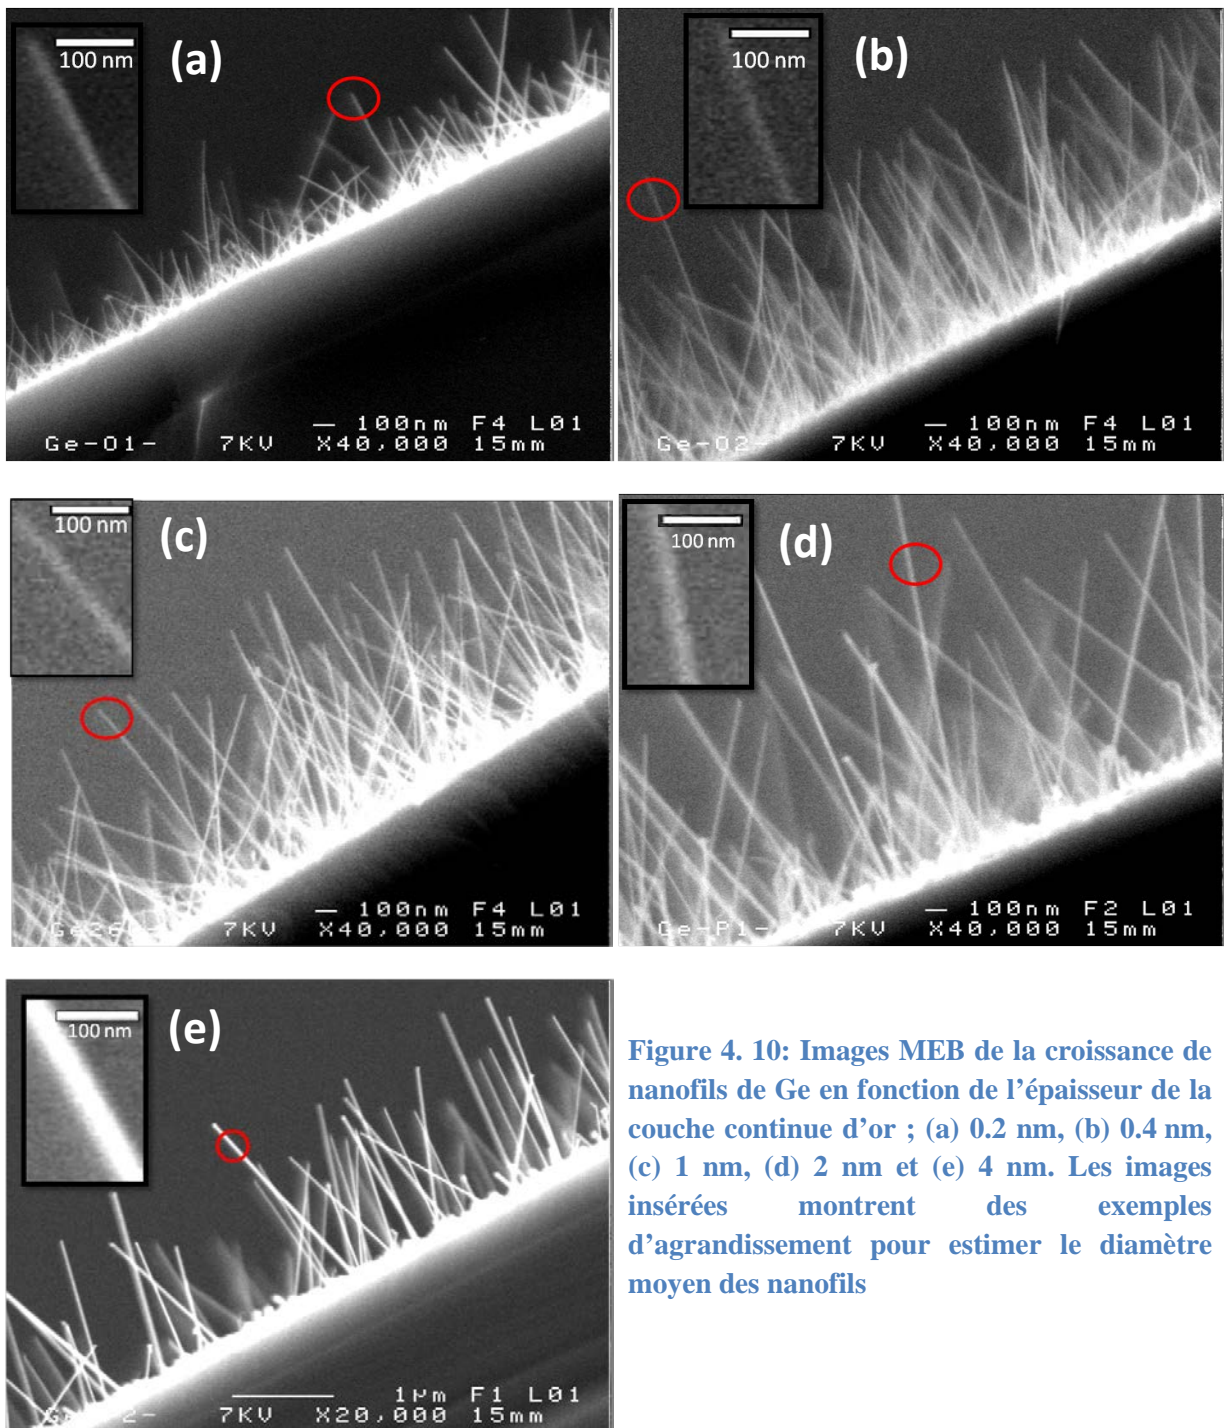 100 nm
(a)
100nm F4 L01
Ge-01- 7KV X40,000 15mm
100 nm
(b)
100nm F4 L01
Ge-02- 7KV X40,000 15mm
100 nm
(c)
100nm F4 L01
7KV X40,000 15mm
100 nm
(d)
100nm F2 L01
Ge-P1- 7KV X40,000 15mm
100 nm
(e)
1µm F1 L01
7KV X20,000 15mm
Figure 4. 10: Images MEB de la croissance de
nanofils de Ge en fonction de l’épaisseur de la
couche continue d’or ; (a) 0.2 nm, (b) 0.4 nm,
(c) 1 nm, (d) 2 nm et (e) 4 nm. Les images
insérées montrent des exemples
d’agrandissement pour estimer le diamètre
moyen des nanofils